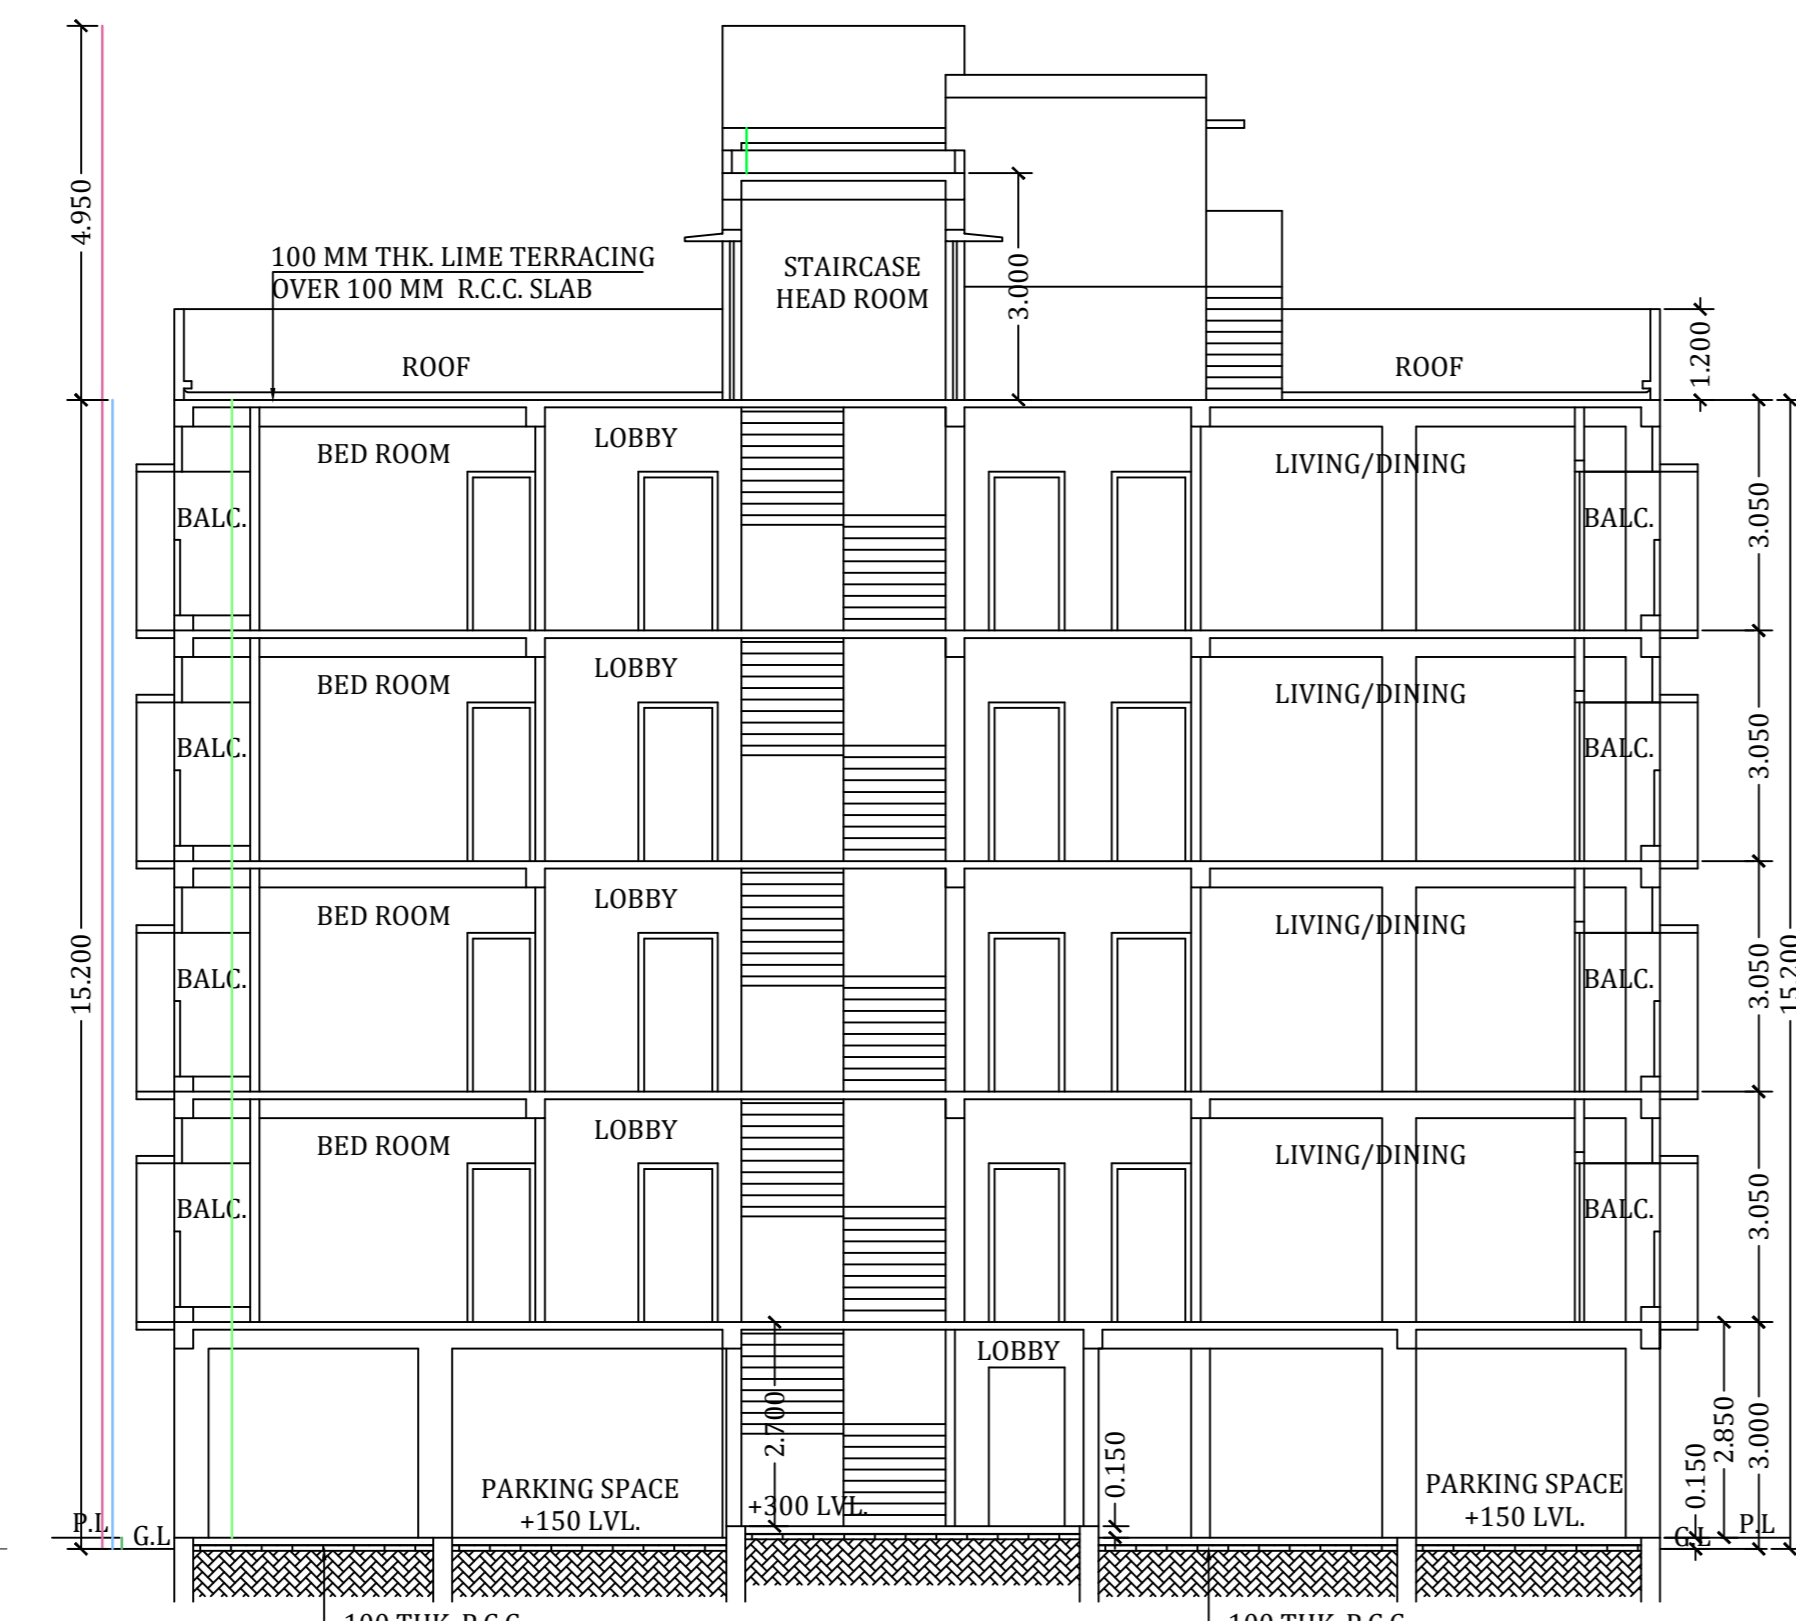 4.950
100 MM THK. LIME TERRACING
OVER 100 MM R.C.C. SLAB
STAIRCASE
HEAD ROOM
3.000
ROOF
ROOF
1.200
BED ROOM
LOBBY
LIVING/DINING
BALC.
BALC.
3.050
BED ROOM
LOBBY
LIVING/DINING
BALC.
BALC.
3.050
BED ROOM
LOBBY
LIVING/DINING
BALC.
BALC.
3.050
15.200
15.200
BED ROOM
LOBBY
LIVING/DINING
BALC.
BALC.
3.050
LOBBY
2.700
0.150
2.850
3.000
0.150
PARKING SPACE
+150 LVL.
+300 LVL.
PARKING SPACE
+150 LVL.
P.L
G.L
G.L
P.L
100 THK. P.C.C
100 THK. P.C.C